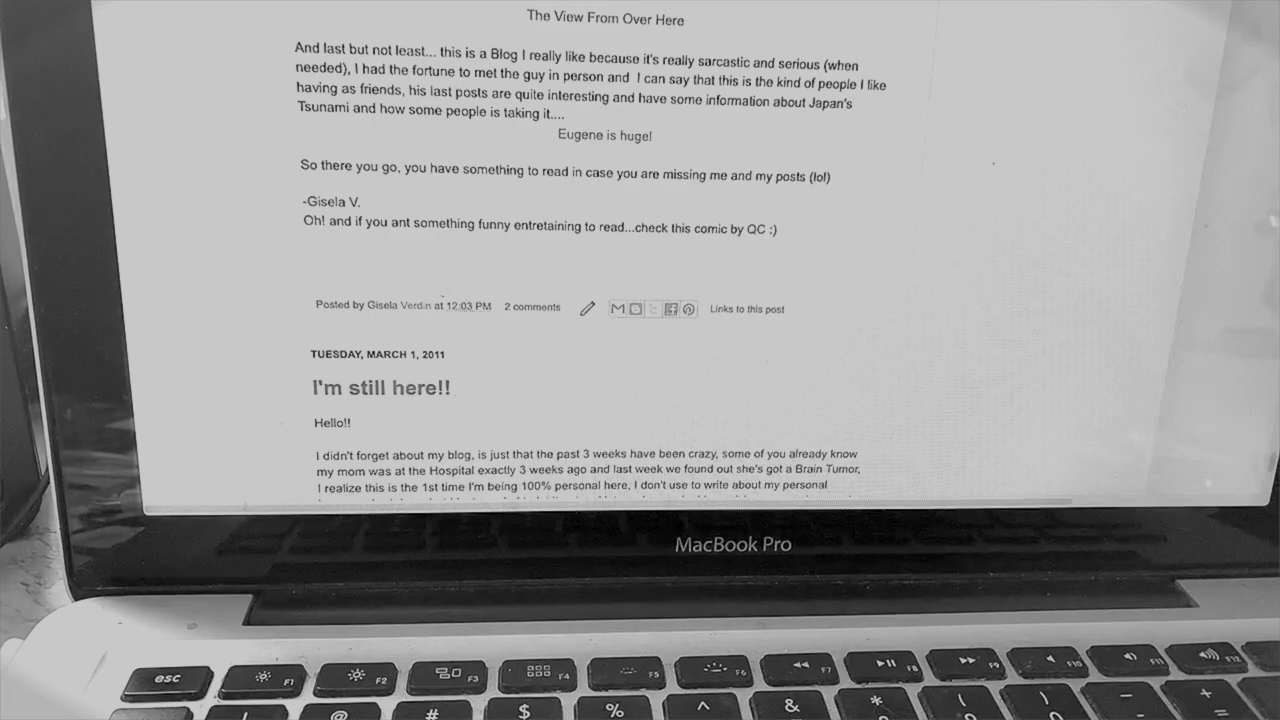 The View From Over Here
And last but not least... this is a Blog I really like because it's really sarcastic and serious (when
needed), I had the fortune to met the guy in person and I can say that this is the kind of people I like
having as friends, his last posts are quite interesting and have some information about Japan's
Tsunami and how some people is taking it....
Eugene is huge!
So there you go, you have something to read in case you are missing me and my posts (lol)
-Gisela V.
Oh! and if you ant something funny entretaining to read...check this comic by QC :)
Posted by Gisela Verdin at 12:03 PM 2 comments Links to this post
TUESDAY, MARCH 1, 2011
I'm still here!!
Hello!!
I didn't forget about my blog, is just that the past 3 weeks have been crazy, some of you already know
my mom was at the Hospital exactly 3 weeks ago and last week we found out she's got a Brain Tumor,
I realize this is the 1st time I'm being 100% personal here, I don't use to write about my personal
MacBook Pro
esc F1 F2 F3 F4 F5 F6 F7 F8 F9 F10 F11 F12
! @ # $ % ^ & * ( ) - + =